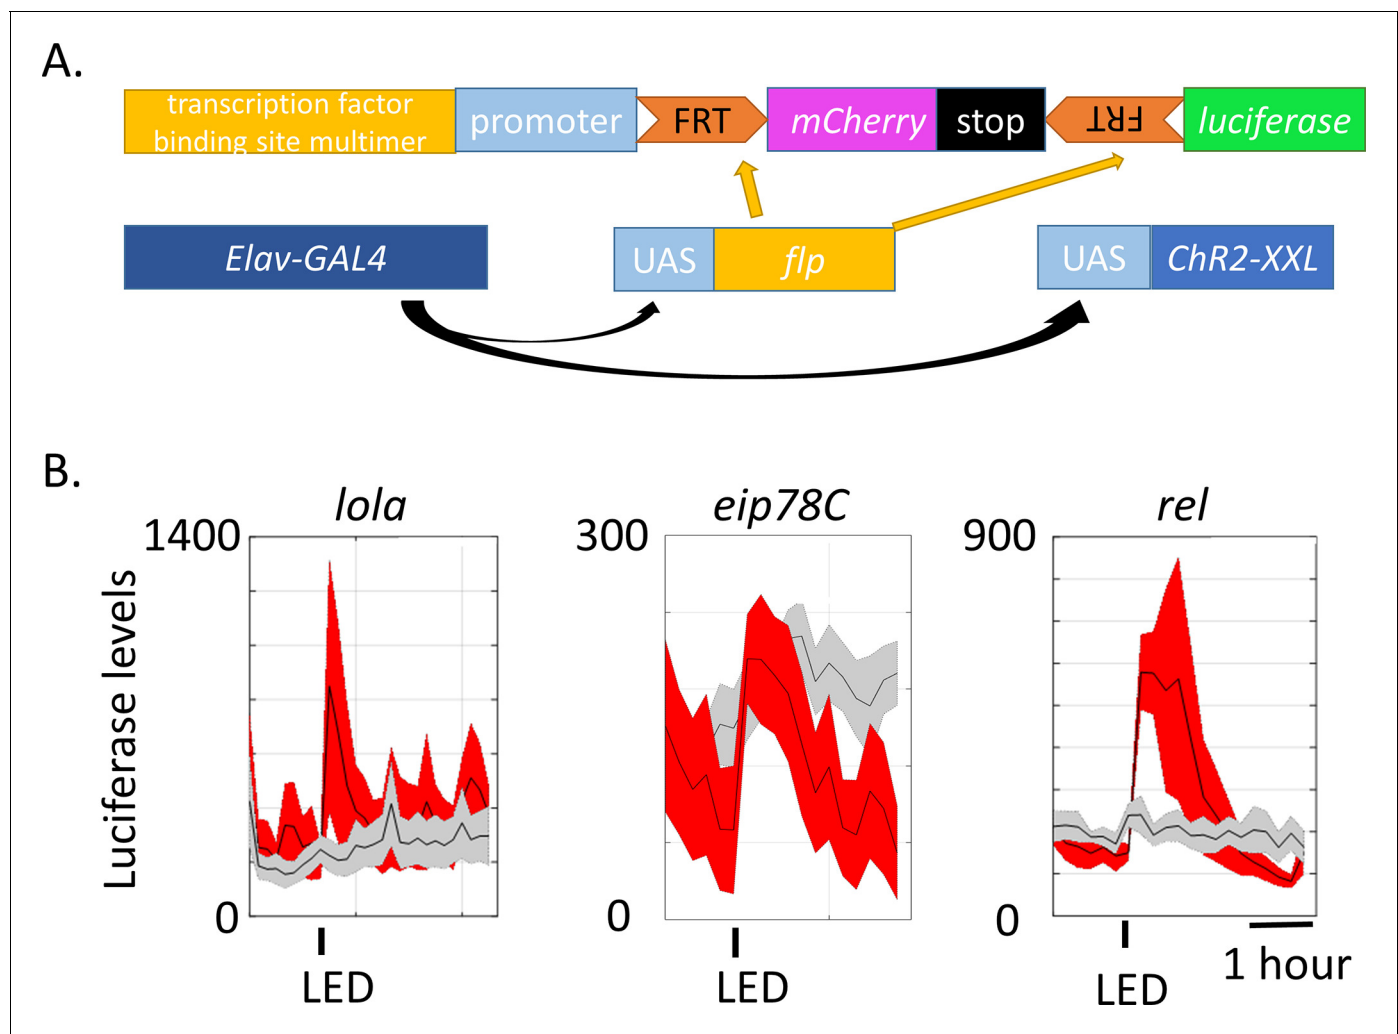 A.
transcription factor
binding site multimer
promoter
FRT
mCherry
stop
FRT
luciferase
Elav-GAL4
UAS
flp
UAS
ChR2-XXL
B.
lola
eip78C
rel
1400
300
900
Luciferase levels
0
0
0
LED
LED
LED
1 hour